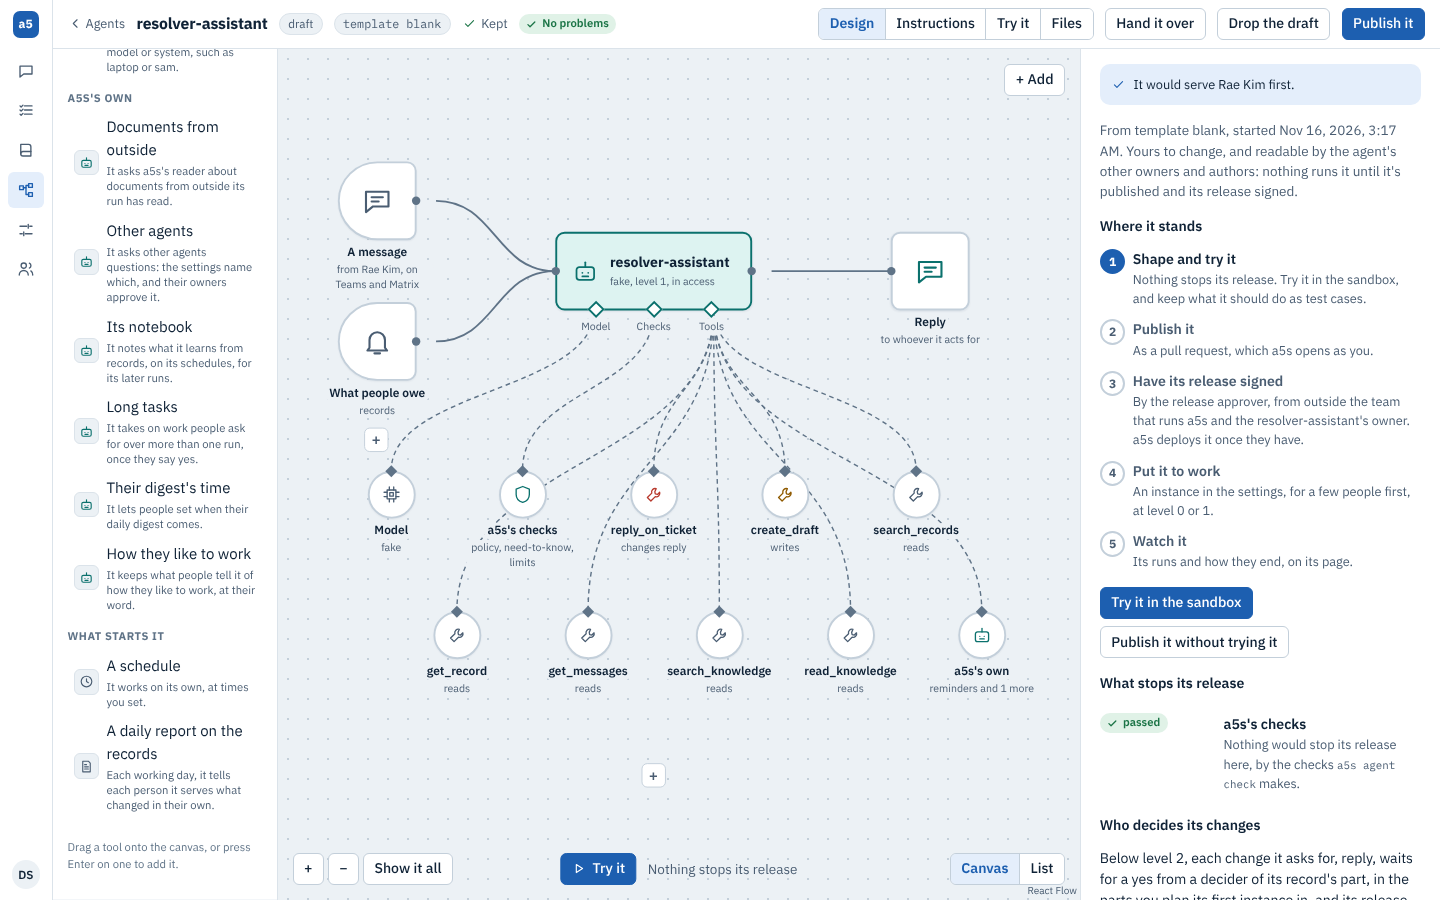 a5
Agents
resolver-assistant
draft
template blank
Kept
No problems
Design
Instructions
Try it
Files
Hand it over
Drop the draft
Publish it
model or system, such as
laptop or sam.
A5S'S OWN
Documents from
outside
It asks a5s's reader about
documents from outside its
run has read.
Other agents
It asks other agents
questions: the settings name
which, and their owners
approve it.
Its notebook
It notes what it learns from
records, on its schedules, for
its later runs.
Long tasks
It takes on work people ask
for over more than one run,
once they say yes.
Their digest's time
It lets people set when their
daily digest comes.
How they like to work
It keeps what people tell it of
how they like to work, at their
word.
WHAT STARTS IT
A schedule
It works on its own, at times
you set.
A daily report on the
records
Each working day, it tells
each person it serves what
changed in their own.
Drag a tool onto the canvas, or press
Enter on one to add it.
DS
+ Add
A message
from Rae Kim, on
Teams and Matrix
What people owe
records
+
resolver-assistant
fake, level 1, in access
Model
Checks
Tools
Reply
to whoever it acts for
Model
fake
a5s's checks
policy, need-to-know,
limits
reply_on_ticket
changes reply
create_draft
writes
search_records
reads
get_record
reads
get_messages
reads
search_knowledge
reads
read_knowledge
reads
a5s's own
reminders and 1 more
+
+
−
Show it all
Try it
Nothing stops its release
Canvas
List
React Flow
It would serve Rae Kim first.
From template blank, started Nov 16, 2026, 3:17
AM. Yours to change, and readable by the agent's
other owners and authors: nothing runs it until it's
published and its release signed.
Where it stands
1
Shape and try it
Nothing stops its release. Try it in the sandbox,
and keep what it should do as test cases.
2
Publish it
As a pull request, which a5s opens as you.
3
Have its release signed
By the release approver, from outside the team
that runs a5s and the resolver-assistant's owner.
a5s deploys it once they have.
4
Put it to work
An instance in the settings, for a few people first,
at level 0 or 1.
5
Watch it
Its runs and how they end, on its page.
Try it in the sandbox
Publish it without trying it
What stops its release
passed
a5s's checks
Nothing would stop its release
here, by the checks a5s agent
check makes.
Who decides its changes
Below level 2, each change it asks for, reply, waits
for a yes from a decider of its record's part, in the
parts you plan its first instance in, and its release